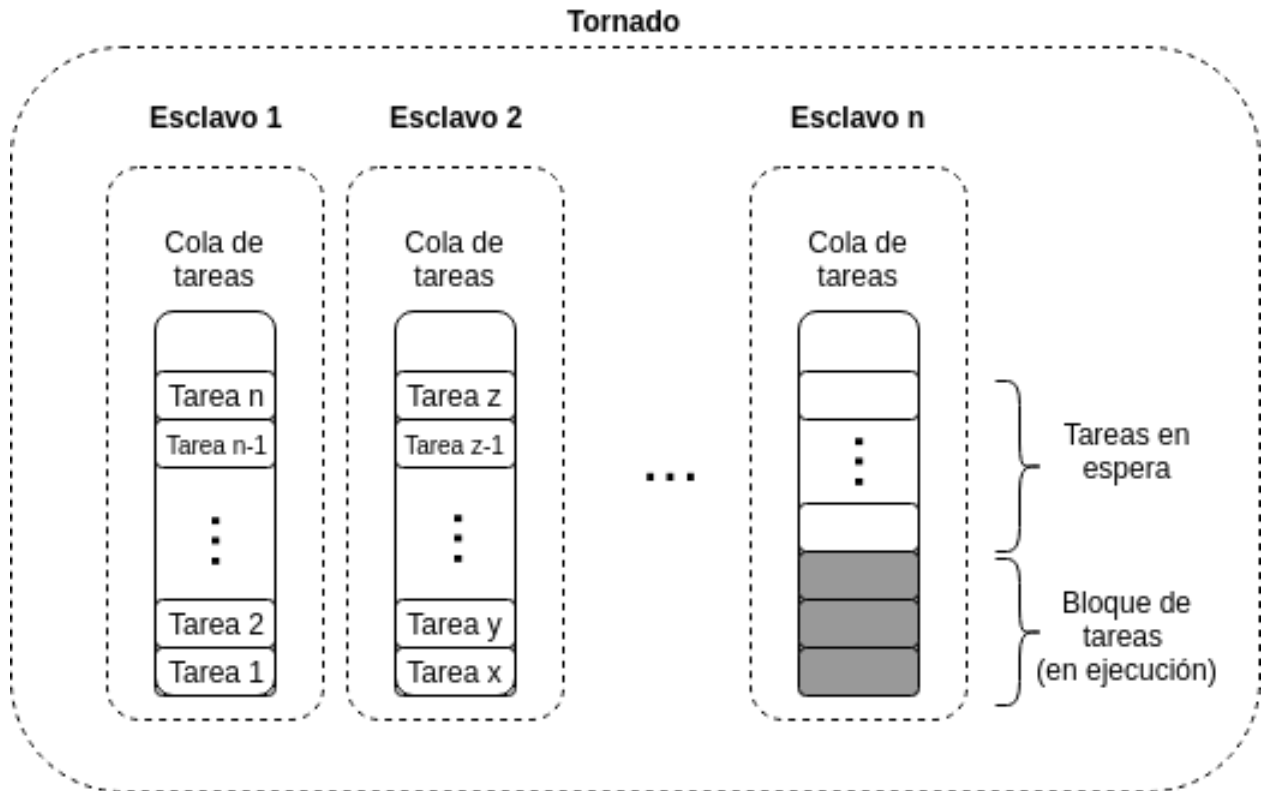 Tornado
Esclavo 1
Esclavo 2
Esclavo n
Cola de
tareas
Cola de
tareas
Cola de
tareas
Tarea n
Tarea n-1
Tarea 2
Tarea 1
Tarea z
Tarea z-1
Tarea y
Tarea x
...
Tareas en
espera
Bloque de
tareas
(en ejecución)